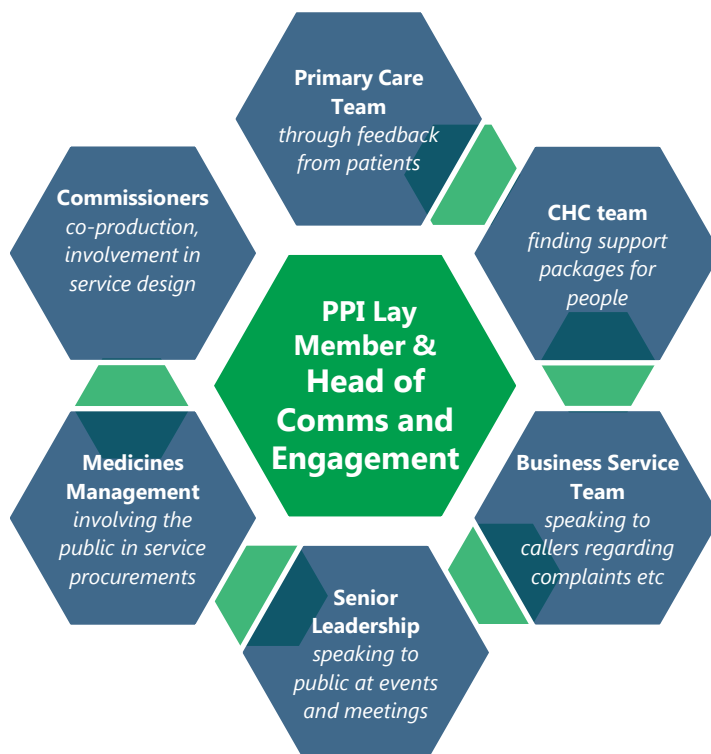 Primary Care
Team
through feedback
from patients
Commissioners
co-production,
involvement in
service design
CHC team
finding support
packages for
people
PPI Lay
Member &
Head of
Comms and
Engagement
Medicines
Management
involving the
public in service
procurements
Business Service
Team
speaking to
callers regarding
complaints etc
Senior
Leadership
speaking to
public at events
and meetings